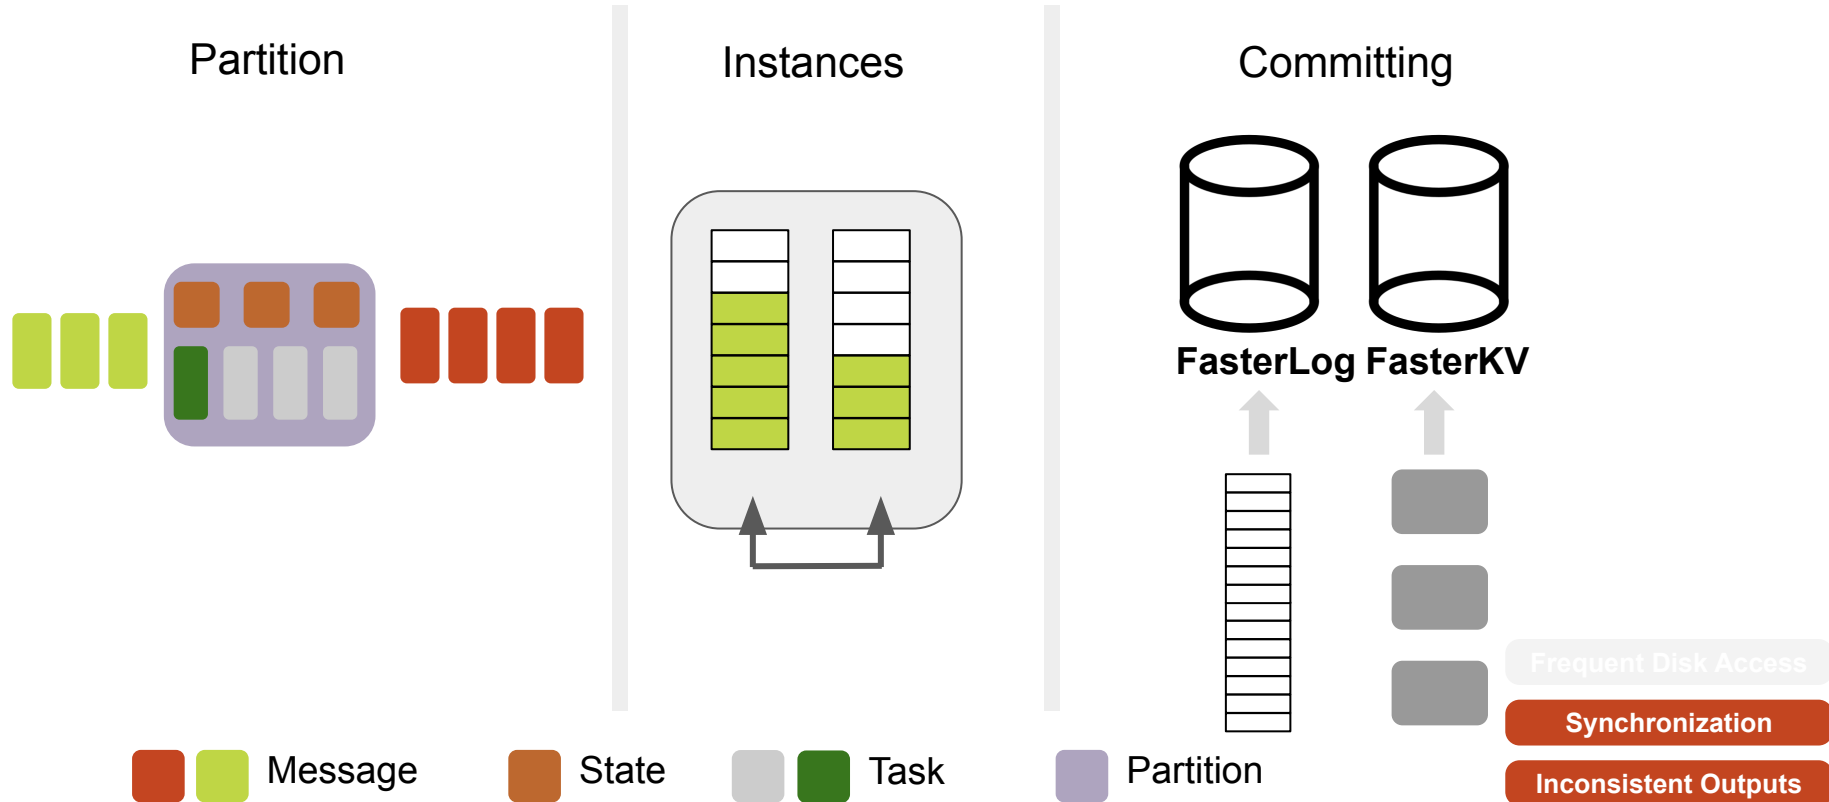 Partition
Instances
Committing
FasterLog FasterKV
Frequent Disk Access
Synchronization
Inconsistent Outputs
Message
State
Task
Partition